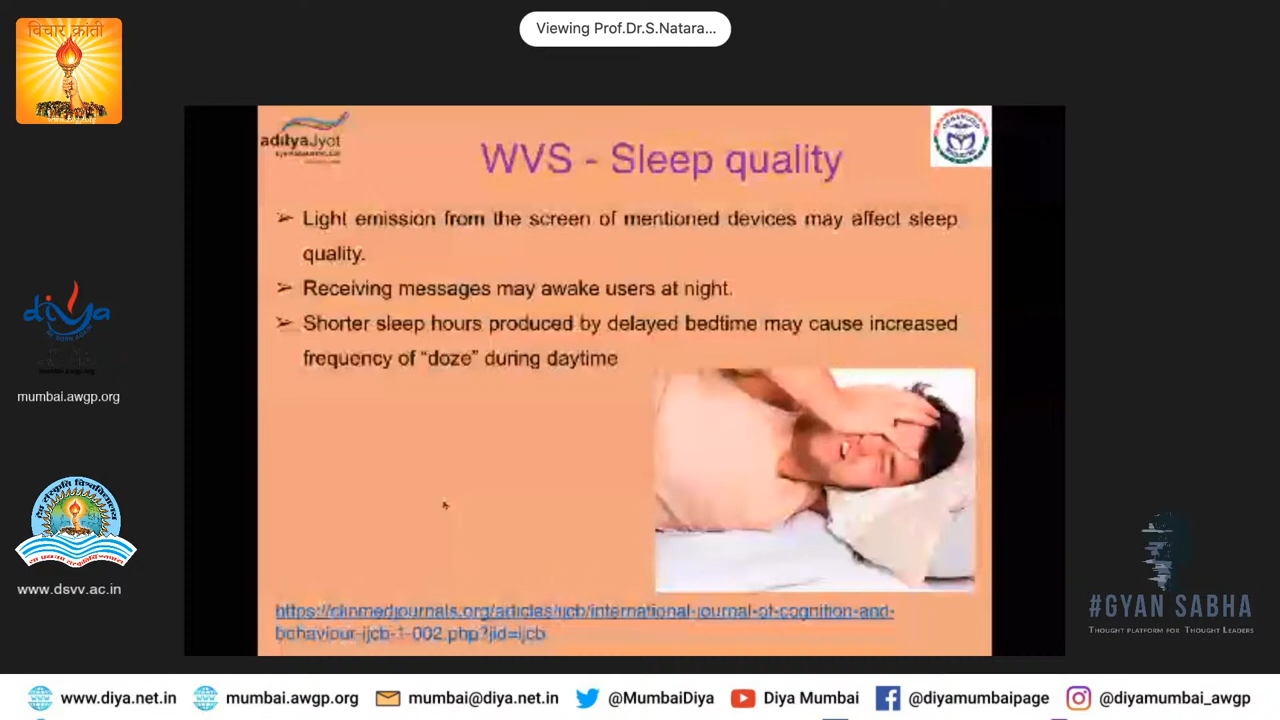 विचार क्रांती
Viewing Prof.Dr.S.Natara...
adityaJyot
WVS - Sleep quality
➢ Light emission from the screen of mentioned devices may affect sleep
quality.
➢ Receiving messages may awake users at night.
➢ Shorter sleep hours produced by delayed bedtime may cause increased
frequency of “doze” during daytime
https://clinmedjournals.org/articles/ijcb/international-journal-of-cognition-and-
behaviour-ijcb-1-002.php?jid=ijcb
diya
mumbai.awgp.org
www.dsvv.ac.in
#GYAN SABHA
THOUGHT PLATFORM FOR THOUGHT LEADERS
www.diya.net.in mumbai.awgp.org mumbai@diya.net.in @MumbaiDiya Diya Mumbai @diyamumbaipage @diyamumbai_awgp